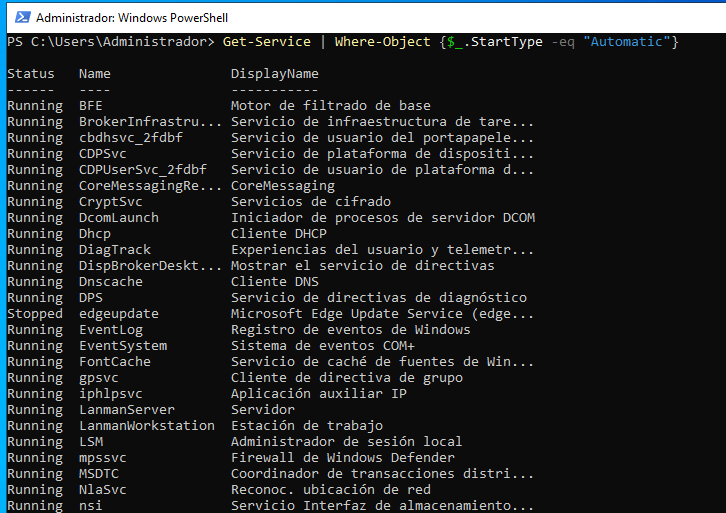 Administrador: Windows PowerShell
PS C:\Users\Administrador> Get-Service | Where-Object {$_.StartType -eq "Automatic"}
Status   Name               DisplayName
------   ----               -----------
Running  BFE                Motor de filtrado de base
Running  BrokerInfrastru... Servicio de infraestructura de tare...
Running  cbdhsvc_2fdbf      Servicio de usuario del portapapele...
Running  CDPSvc             Servicio de plataforma de dispositi...
Running  CDPUserSvc_2fdbf   Servicio de usuario de plataforma d...
Running  CoreMessagingRe... CoreMessaging
Running  CryptSvc           Servicios de cifrado
Running  DcomLaunch         Iniciador de procesos de servidor DCOM
Running  Dhcp               Cliente DHCP
Running  DiagTrack          Experiencias del usuario y telemetr...
Running  DispBrokerDeskt... Mostrar el servicio de directivas
Running  Dnscache           Cliente DNS
Running  DPS                Servicio de directivas de diagnóstico
Stopped  edgeupdate         Microsoft Edge Update Service (edge...
Running  EventLog           Registro de eventos de Windows
Running  EventSystem        Sistema de eventos COM+
Running  FontCache          Servicio de caché de fuentes de Win...
Running  gpsvc              Cliente de directiva de grupo
Running  iphlpsvc           Aplicación auxiliar IP
Running  LanmanServer       Servidor
Running  LanmanWorkstation  Estación de trabajo
Running  LSM                Administrador de sesión local
Running  mpssvc             Firewall de Windows Defender
Running  MSDTC              Coordinador de transacciones distri...
Running  NlaSvc             Reconoc. ubicación de red
Running  nsi                Servicio Interfaz de almacenamiento...